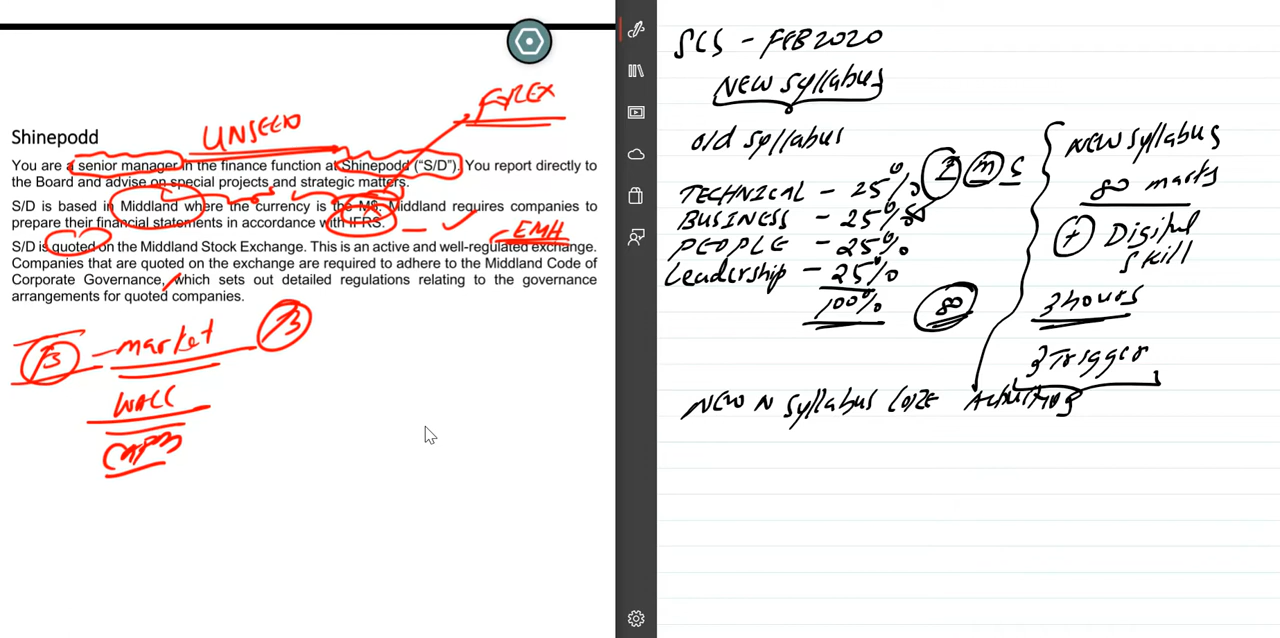 FOREX
UNSEEN
Shinepodd
You are a senior manager in the finance function at Shinepodd ("S/D"). You report directly to
the Board and advise on special projects and strategic matters.
S/D is based in Middland where the currency is the M$. Middland requires companies to
prepare their financial statements in accordance with IFRS.
EMH
S/D is quoted on the Middland Stock Exchange. This is an active and well-regulated exchange.
Companies that are quoted on the exchange are required to adhere to the Middland Code of
Corporate Governance, which sets out detailed regulations relating to the governance
arrangements for quoted companies.
market
WACC
CAPM
SCS - FEB 2020
NEW Syllabus
old syllabus
TECHNICAL - 25% E M S
BUSINESS - 25%
PEOPLE - 25%
Leadership - 25%
100% 80
NEW Syllabus
80 marks
+ Digital
skill
3 hours
3 Trigger
NEW syllabus CORE Activities